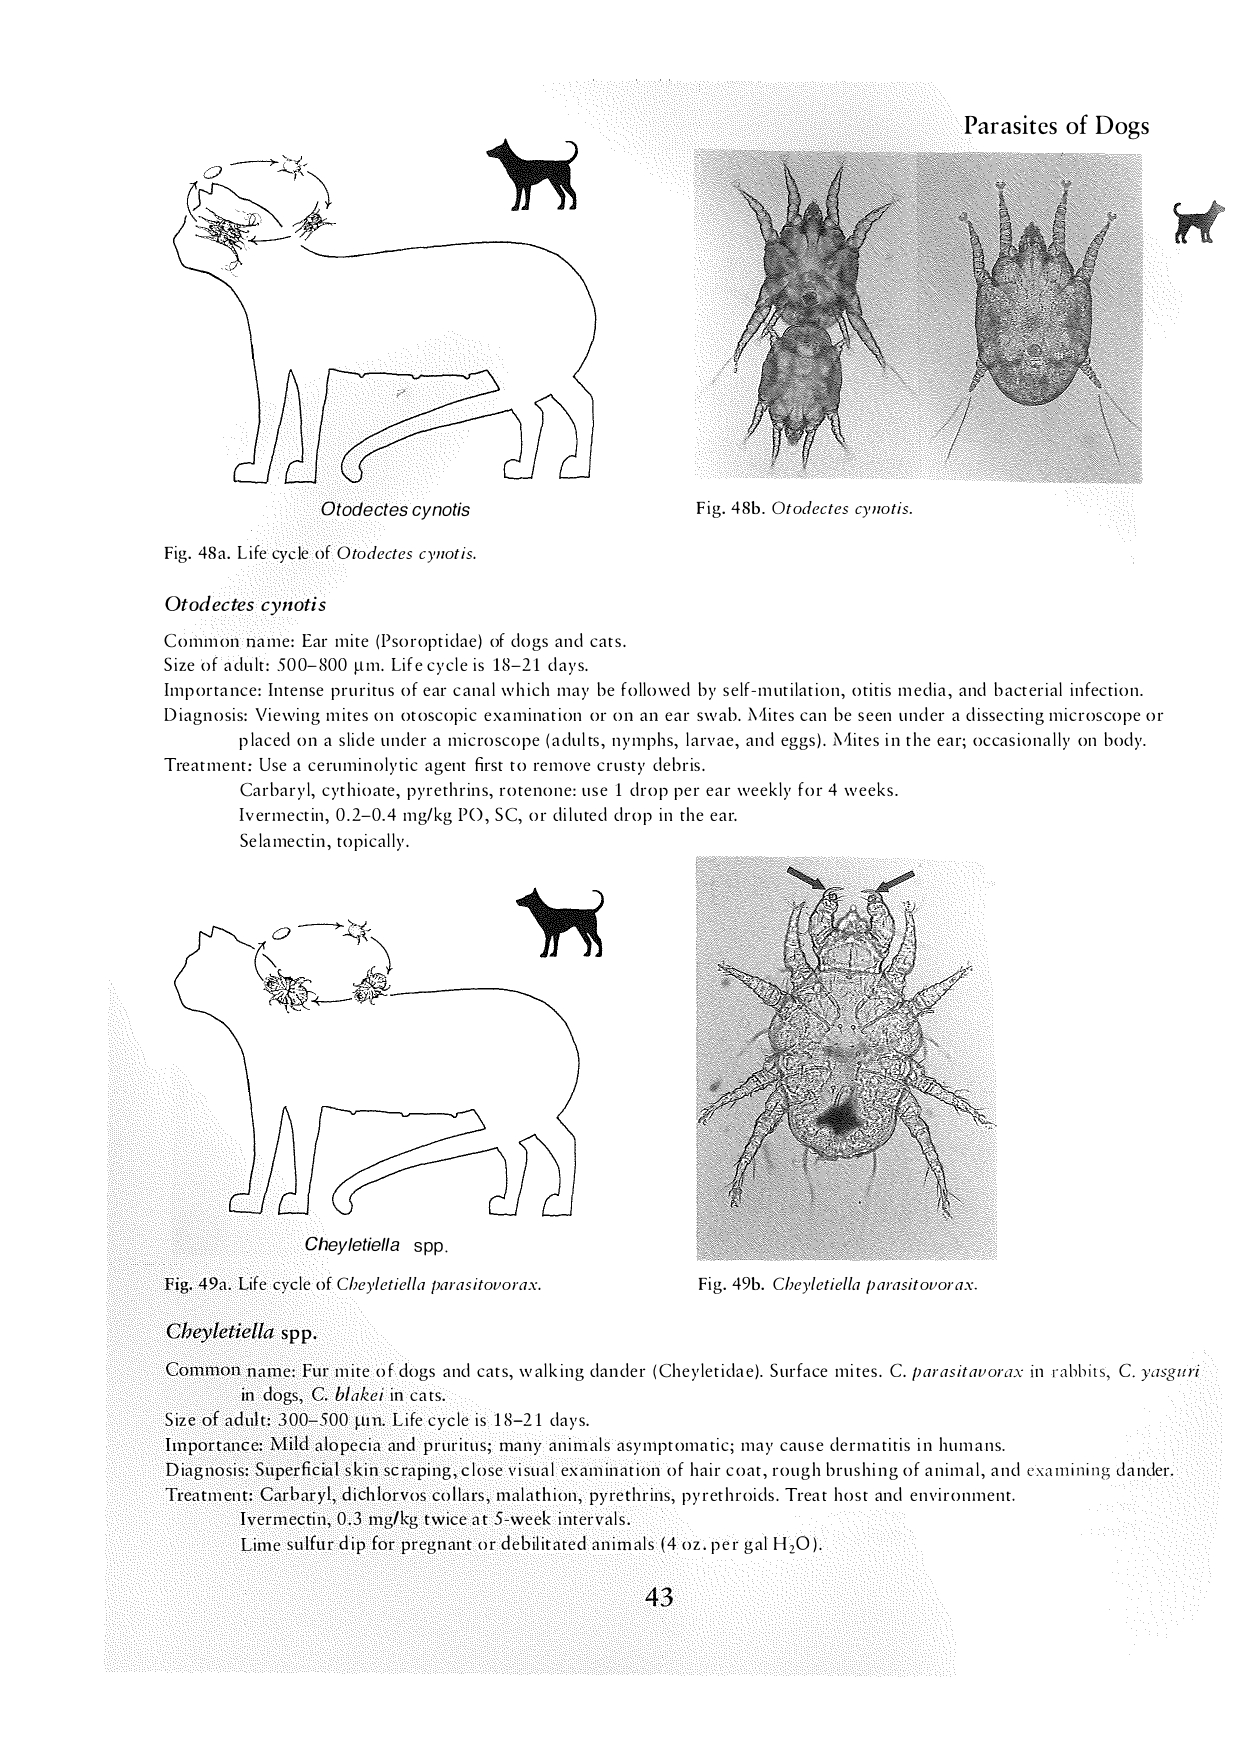 Parasites of Dogs
Otodectes cynotis
Fig. 48b. Otodectes cynotis.
Fig. 48a. Life cycle of Otodectes cynotis.
Otodectes cynotis
Common name: Ear mite (Psoroptidae) of dogs and cats.
Size of adult: 500–800 µm. Life cycle is 18–21 days.
Importance: Intense pruritus of ear canal which may be followed by self-mutilation, otitis media, and bacterial infection.
Diagnosis: Viewing mites on otoscopic examination or on an ear swab. Mites can be seen under a dissecting microscope or
placed on a slide under a microscope (adults, nymphs, larvae, and eggs). Mites in the ear; occasionally on body.
Treatment: Use a ceruminolytic agent first to remove crusty debris.
Carbaryl, cythioate, pyrethrins, rotenone: use 1 drop per ear weekly for 4 weeks.
Ivermectin, 0.2–0.4 mg/kg PO, SC, or diluted drop in the ear.
Selamectin, topically.
Cheyletiella spp.
Fig. 49a. Life cycle of Cheyletiella parasitovorax.
Fig. 49b. Cheyletiella parasitovorax.
Cheyletiella spp.
Common name: Fur mite of dogs and cats, walking dander (Cheyletidae). Surface mites. C. parasitavorax in rabbits, C. yasguri
in dogs, C. blakei in cats.
Size of adult: 300–500 µm. Life cycle is 18–21 days.
Importance: Mild alopecia and pruritus; many animals asymptomatic; may cause dermatitis in humans.
Diagnosis: Superficial skin scraping, close visual examination of hair coat, rough brushing of animal, and examining dander.
Treatment: Carbaryl, dichlorvos collars, malathion, pyrethrins, pyrethroids. Treat host and environment.
Ivermectin, 0.3 mg/kg twice at 5-week intervals.
Lime sulfur dip for pregnant or debilitated animals (4 oz. per gal H₂O).
43